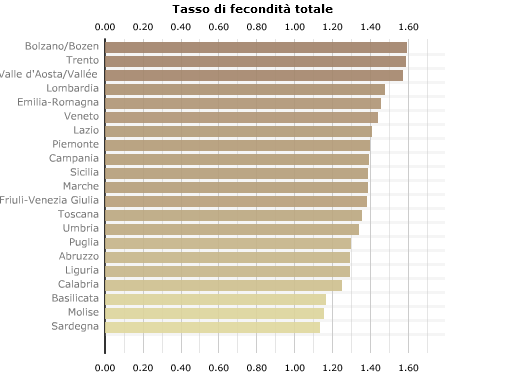 Tasso di fecondità totale
0.00 0.20 0.40 0.60 0.80 1.00 1.20 1.40 1.60
Bolzano/Bozen
Trento
Valle d'Aosta/Vallée
Lombardia
Emilia-Romagna
Veneto
Lazio
Piemonte
Campania
Sicilia
Marche
Friuli-Venezia Giulia
Toscana
Umbria
Puglia
Abruzzo
Liguria
Calabria
Basilicata
Molise
Sardegna
0.00 0.20 0.40 0.60 0.80 1.00 1.20 1.40 1.60